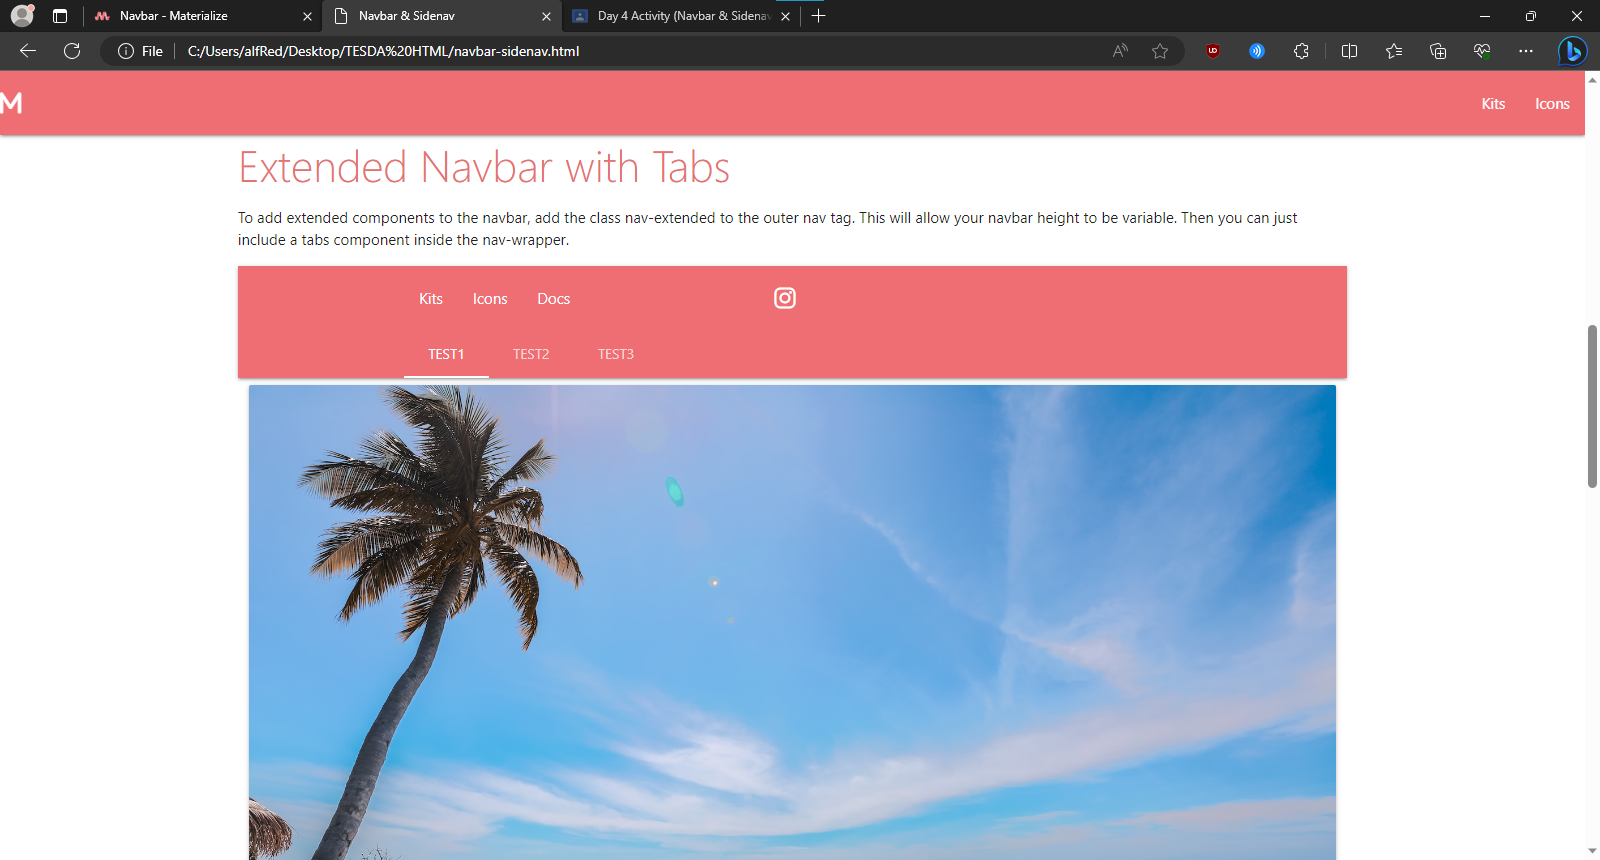 Navbar - Materialize
Navbar & Sidenav
Day 4 Activity (Navbar & Sidenav
File
C:/Users/alfRed/Desktop/TESDA%20HTML/navbar-sidenav.html
M
Kits
Icons
Extended Navbar with Tabs
To add extended components to the navbar, add the class nav-extended to the outer nav tag. This will allow your navbar height to be variable. Then you can just
include a tabs component inside the nav-wrapper.
Kits
Icons
Docs
TEST1
TEST2
TEST3